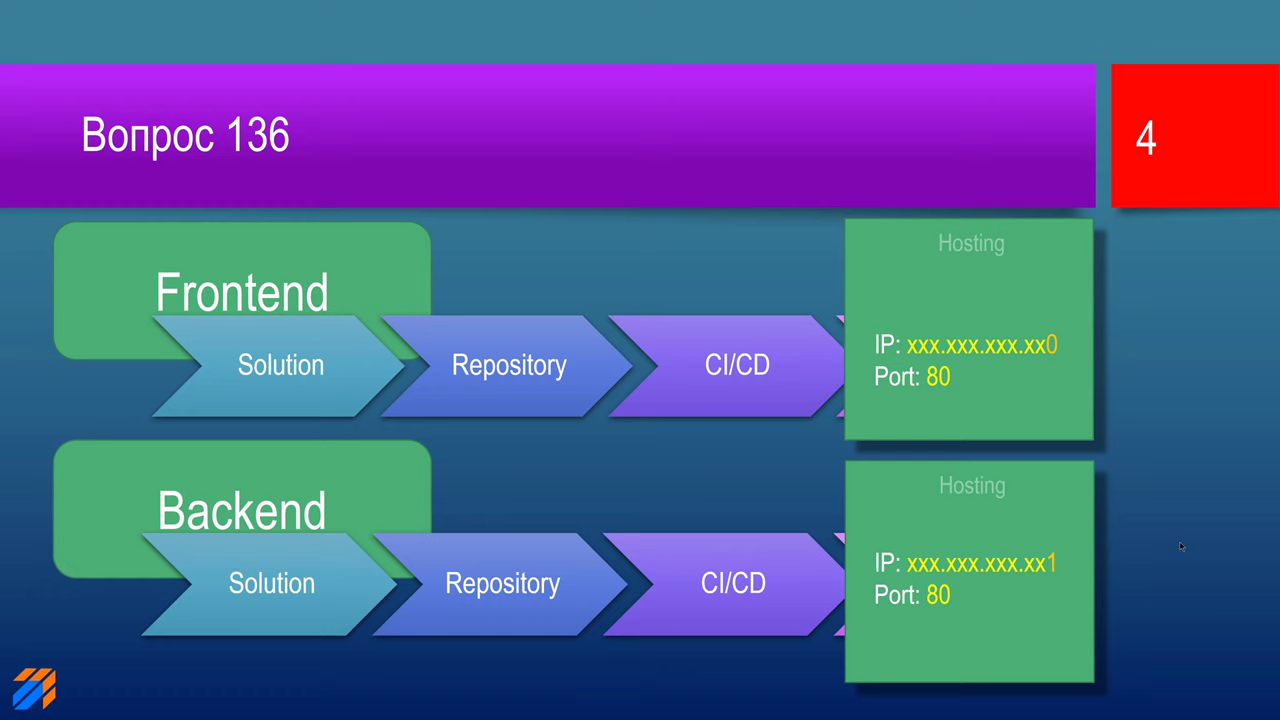 Вопрос 136
4
Frontend
Solution
Repository
CI/CD
Hosting
IP: xxx.xxx.xxx.xx0
Port: 80
Backend
Solution
Repository
CI/CD
Hosting
IP: xxx.xxx.xxx.xx1
Port: 80